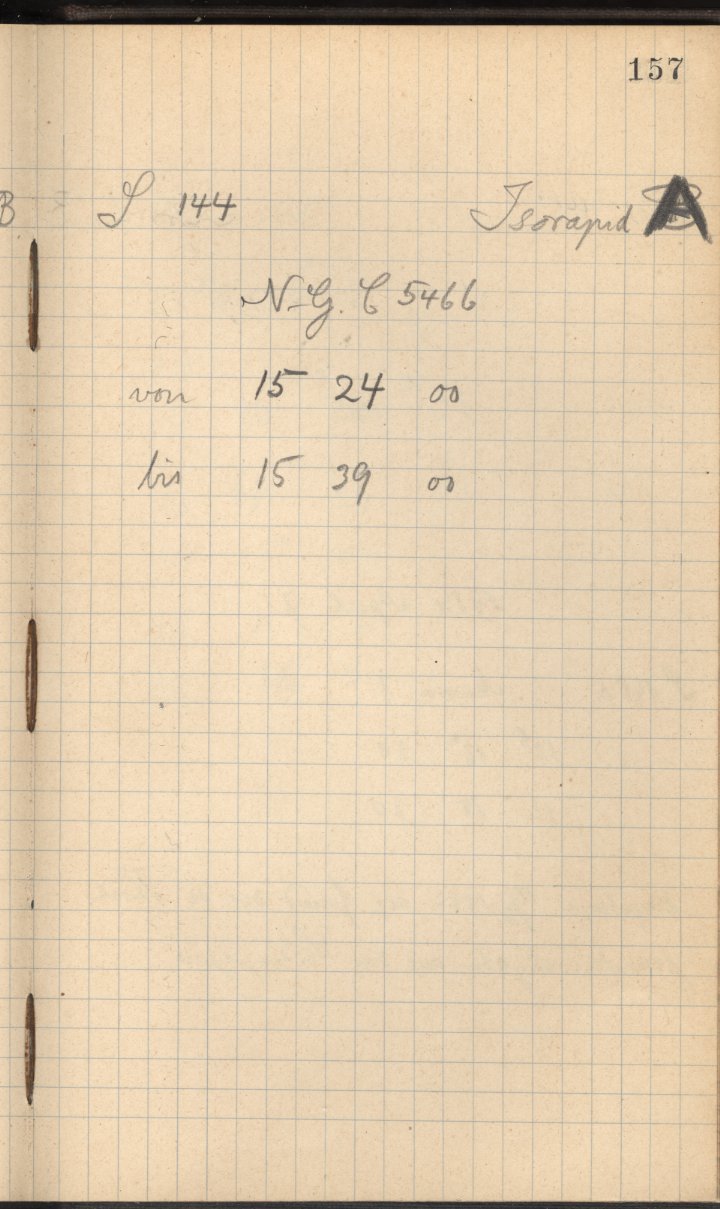 157
B S 144 Isorapid A
N.G.C 5466
von 15 24 00
bis 15 39 00